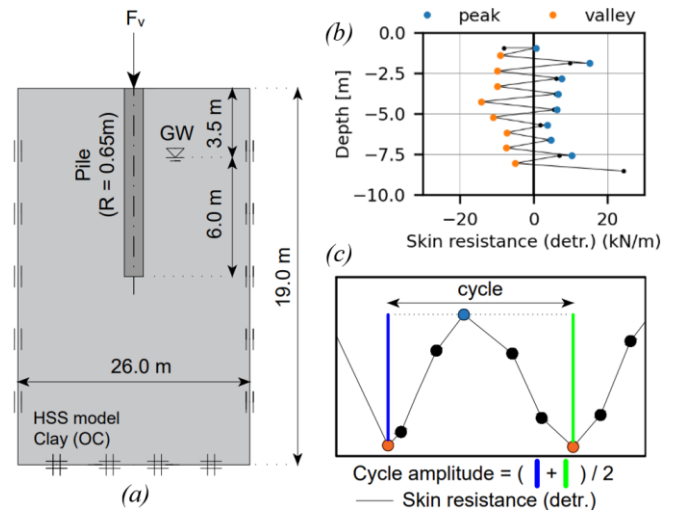 Fv
Pile
(R = 0.65m)
GW
3.5 m
6.0 m
19.0 m
26.0 m
HSS model
Clay (OC)
(a)
(b)
peak
valley
0.0
−2.5
−5.0
−7.5
−10.0
Depth [m]
−20
0
20
Skin resistance (detr.) (kN/m)
(c)
cycle
Cycle amplitude = ( + ) / 2
Skin resistance (detr.)